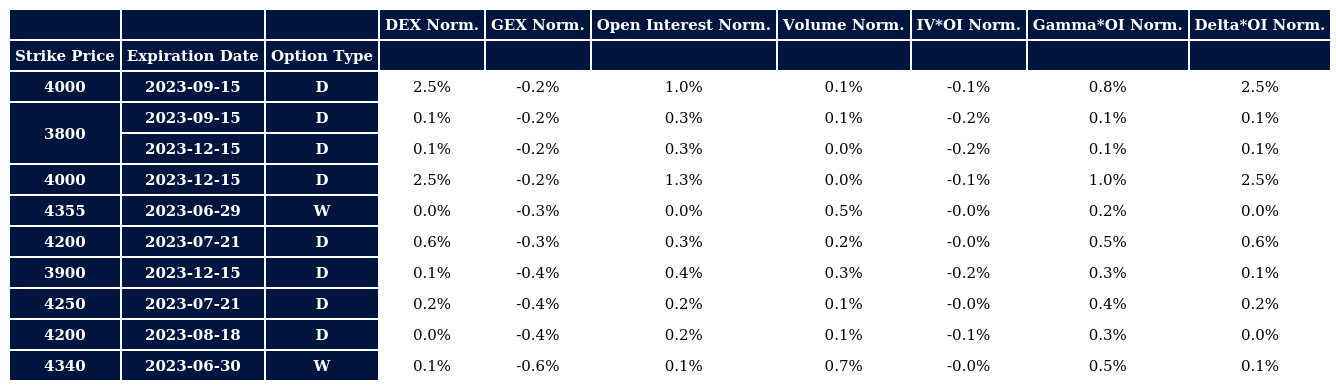 DEX Norm. GEX Norm. Open Interest Norm. Volume Norm. IV*OI Norm. Gamma*OI Norm. Delta*OI Norm.
Strike Price Expiration Date Option Type
4000 2023-09-15 D 2.5% -0.2% 1.0% 0.1% -0.1% 0.8% 2.5%
3800 2023-09-15 D 0.1% -0.2% 0.3% 0.1% -0.2% 0.1% 0.1%
2023-12-15 D 0.1% -0.2% 0.3% 0.0% -0.2% 0.1% 0.1%
4000 2023-12-15 D 2.5% -0.2% 1.3% 0.0% -0.1% 1.0% 2.5%
4355 2023-06-29 W 0.0% -0.3% 0.0% 0.5% -0.0% 0.2% 0.0%
4200 2023-07-21 D 0.6% -0.3% 0.3% 0.2% -0.0% 0.5% 0.6%
3900 2023-12-15 D 0.1% -0.4% 0.4% 0.3% -0.2% 0.3% 0.1%
4250 2023-07-21 D 0.2% -0.4% 0.2% 0.1% -0.0% 0.4% 0.2%
4200 2023-08-18 D 0.0% -0.4% 0.2% 0.1% -0.1% 0.3% 0.0%
4340 2023-06-30 W 0.1% -0.6% 0.1% 0.7% -0.0% 0.5% 0.1%